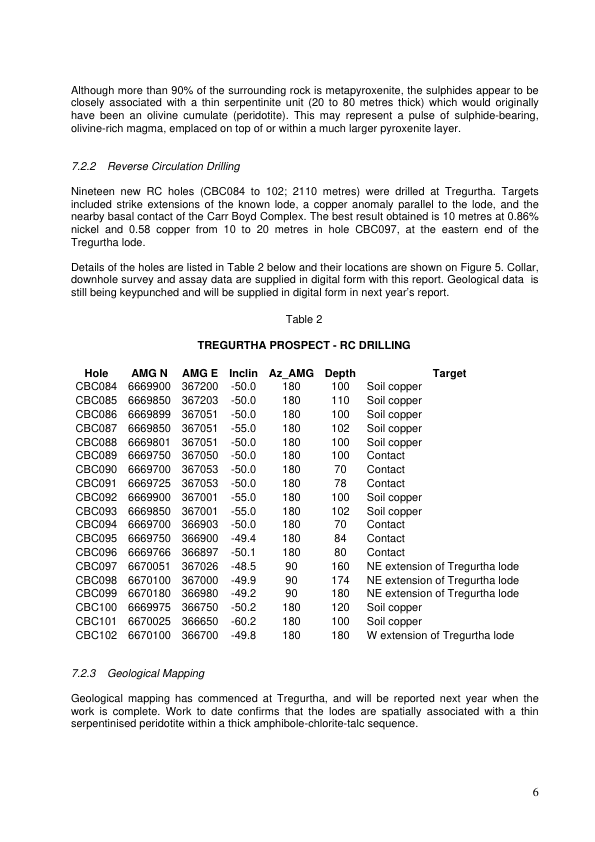 Although more than 90% of the surrounding rock is metapyroxenite, the sulphides appear to be
closely associated with a thin serpentinite unit (20 to 80 metres thick) which would originally
have been an olivine cumulate (peridotite). This may represent a pulse of sulphide-bearing,
olivine-rich magma, emplaced on top of or within a much larger pyroxenite layer.
7.2.2 Reverse Circulation Drilling
Nineteen new RC holes (CBC084 to 102; 2110 metres) were drilled at Tregurtha. Targets
included strike extensions of the known lode, a copper anomaly parallel to the lode, and the
nearby basal contact of the Carr Boyd Complex. The best result obtained is 10 metres at 0.86%
nickel and 0.58 copper from 10 to 20 metres in hole CBC097, at the eastern end of the
Tregurtha lode.
Details of the holes are listed in Table 2 below and their locations are shown on Figure 5. Collar,
downhole survey and assay data are supplied in digital form with this report. Geological data is
still being keypunched and will be supplied in digital form in next year's report.
Table 2
TREGURTHA PROSPECT - RC DRILLING
Hole AMG N AMG E Inclin Az_AMG Depth Target
CBC084 6669900 367200 -50.0 180 100 Soil copper
CBC085 6669850 367203 -50.0 180 110 Soil copper
CBC086 6669899 367051 -50.0 180 100 Soil copper
CBC087 6669850 367051 -55.0 180 102 Soil copper
CBC088 6669801 367051 -50.0 180 100 Soil copper
CBC089 6669750 367050 -50.0 180 100 Contact
CBC090 6669700 367053 -50.0 180 70 Contact
CBC091 6669725 367053 -50.0 180 78 Contact
CBC092 6669900 367001 -55.0 180 100 Soil copper
CBC093 6669850 367001 -55.0 180 102 Soil copper
CBC094 6669700 366903 -50.0 180 70 Contact
CBC095 6669750 366900 -49.4 180 84 Contact
CBC096 6669766 366897 -50.1 180 80 Contact
CBC097 6670051 367026 -48.5 90 160 NE extension of Tregurtha lode
CBC098 6670100 367000 -49.9 90 174 NE extension of Tregurtha lode
CBC099 6670180 366980 -49.2 90 180 NE extension of Tregurtha lode
CBC100 6669975 366750 -50.2 180 120 Soil copper
CBC101 6670025 366650 -60.2 180 100 Soil copper
CBC102 6670100 366700 -49.8 180 180 W extension of Tregurtha lode
7.2.3 Geological Mapping
Geological mapping has commenced at Tregurtha, and will be reported next year when the
work is complete. Work to date confirms that the lodes are spatially associated with a thin
serpentinised peridotite within a thick amphibole-chlorite-talc sequence.
6